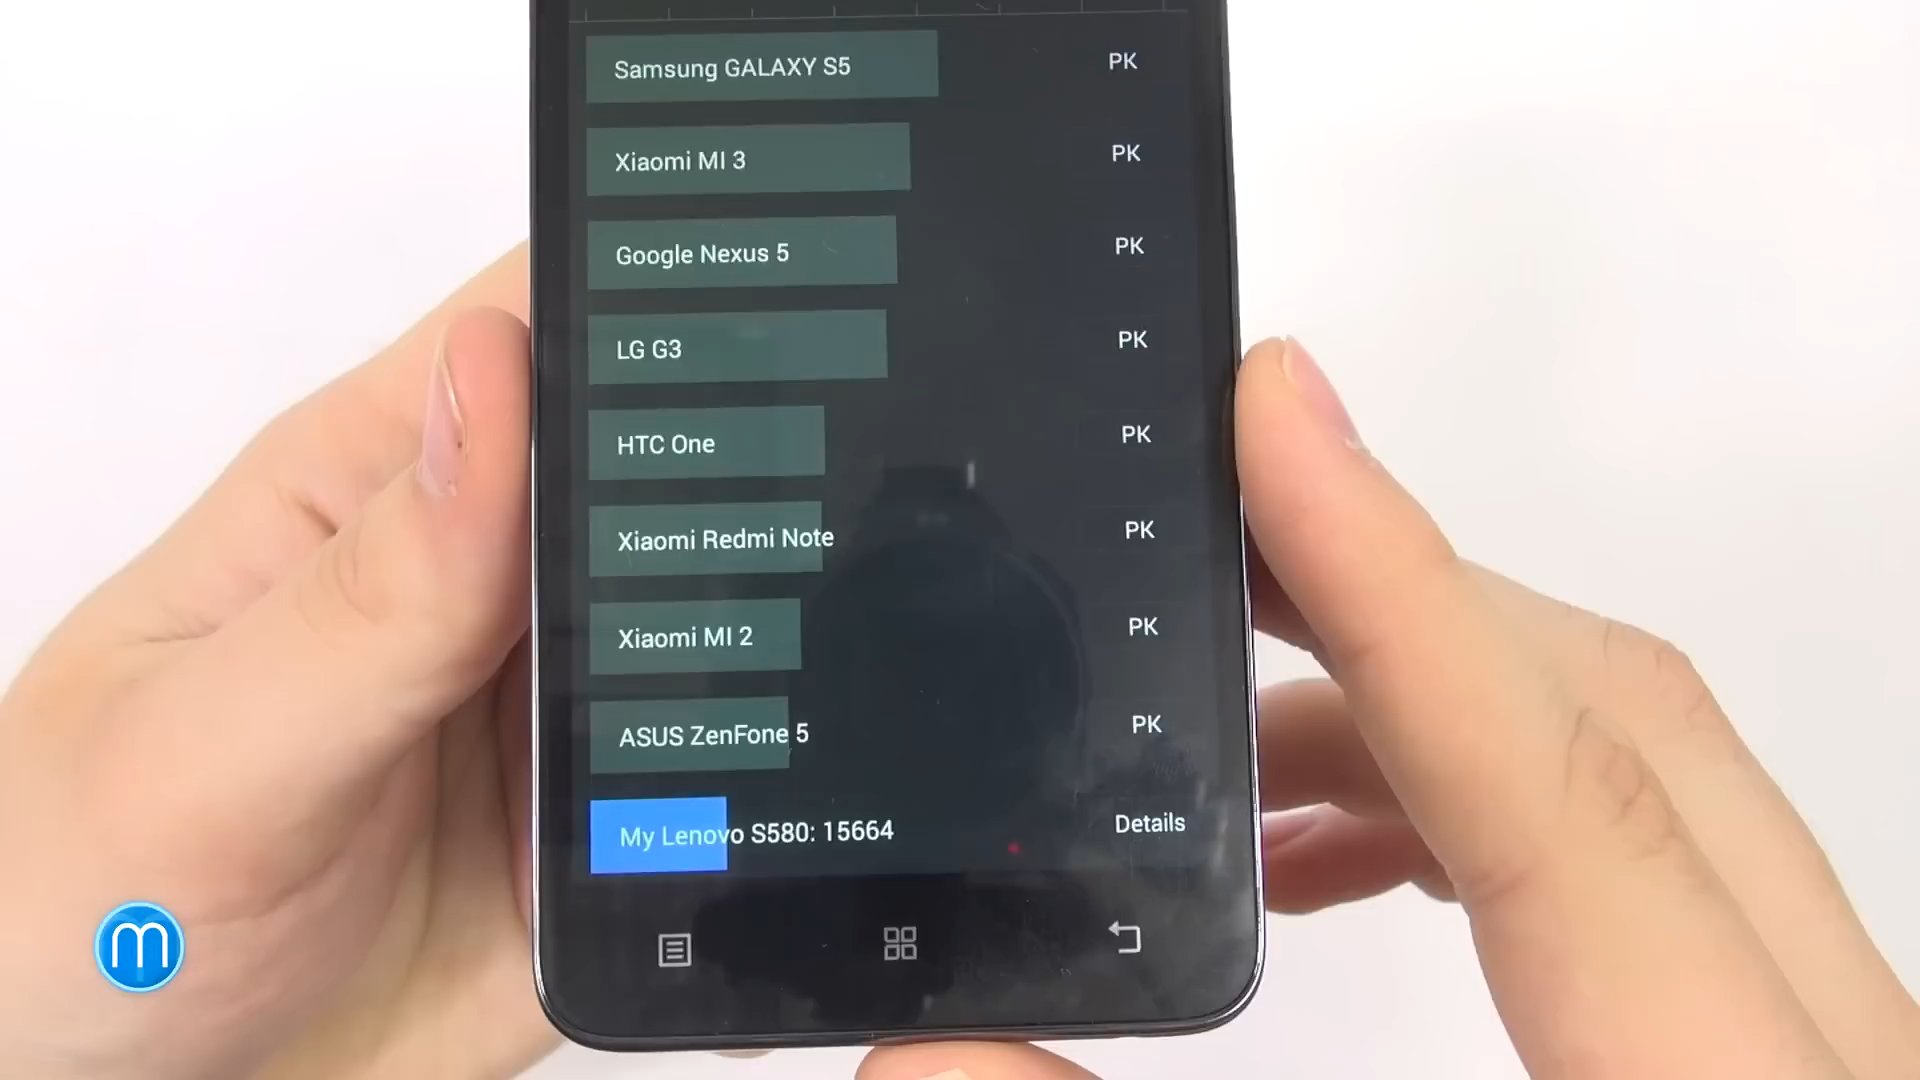 Samsung GALAXY S5 PK
Xiaomi MI 3 PK
Google Nexus 5 PK
LG G3 PK
HTC One PK
Xiaomi Redmi Note PK
Xiaomi MI 2 PK
ASUS ZenFone 5 PK
My Lenovo S580: 15664 Details
m